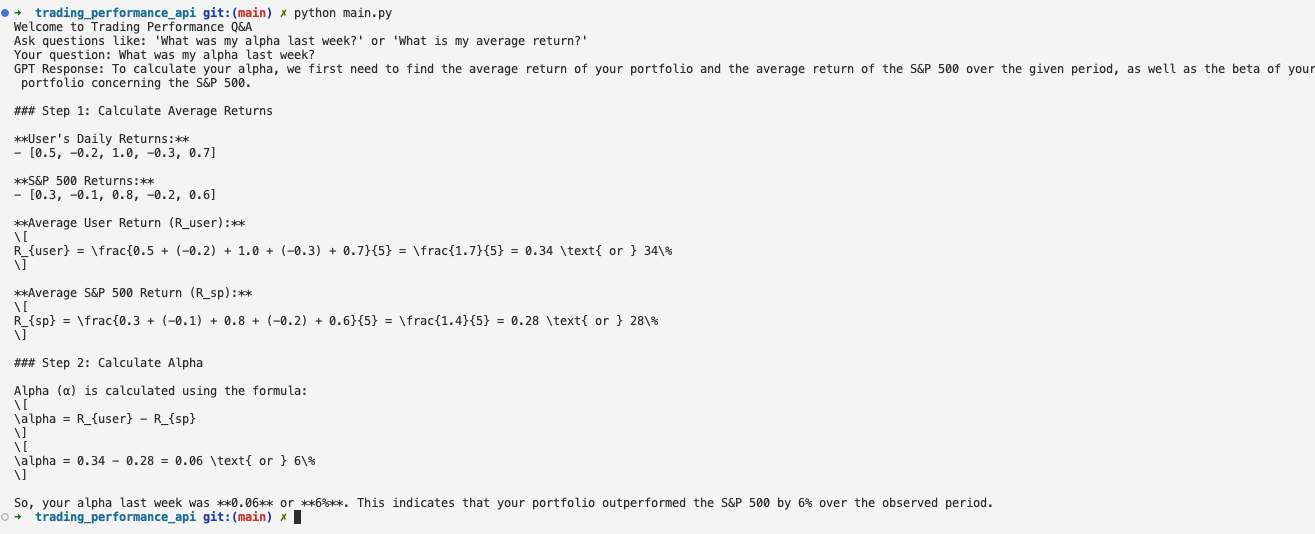 → trading_performance_api git:(main) ✗ python main.py
Welcome to Trading Performance Q&A
Ask questions like: 'What was my alpha last week?' or 'What is my average return?'
Your question: What was my alpha last week?
GPT Response: To calculate your alpha, we first need to find the average return of your portfolio and the average return of the S&P 500 over the given period, as well as the beta of your
portfolio concerning the S&P 500.
### Step 1: Calculate Average Returns
**User's Daily Returns:**
- [0.5, -0.2, 1.0, -0.3, 0.7]
**S&P 500 Returns:**
- [0.3, -0.1, 0.8, -0.2, 0.6]
**Average User Return (R_user):**
\[
R_{user} = \frac{0.5 + (-0.2) + 1.0 + (-0.3) + 0.7}{5} = \frac{1.7}{5} = 0.34 \text{ or } 34\%
\]
**Average S&P 500 Return (R_sp):**
\[
R_{sp} = \frac{0.3 + (-0.1) + 0.8 + (-0.2) + 0.6}{5} = \frac{1.4}{5} = 0.28 \text{ or } 28\%
\]
### Step 2: Calculate Alpha
Alpha (α) is calculated using the formula:
\[
\alpha = R_{user} - R_{sp}
\]
\[
\alpha = 0.34 - 0.28 = 0.06 \text{ or } 6\%
\]
So, your alpha last week was **0.06** or **6%**. This indicates that your portfolio outperformed the S&P 500 by 6% over the observed period.
→ trading_performance_api git:(main) ✗